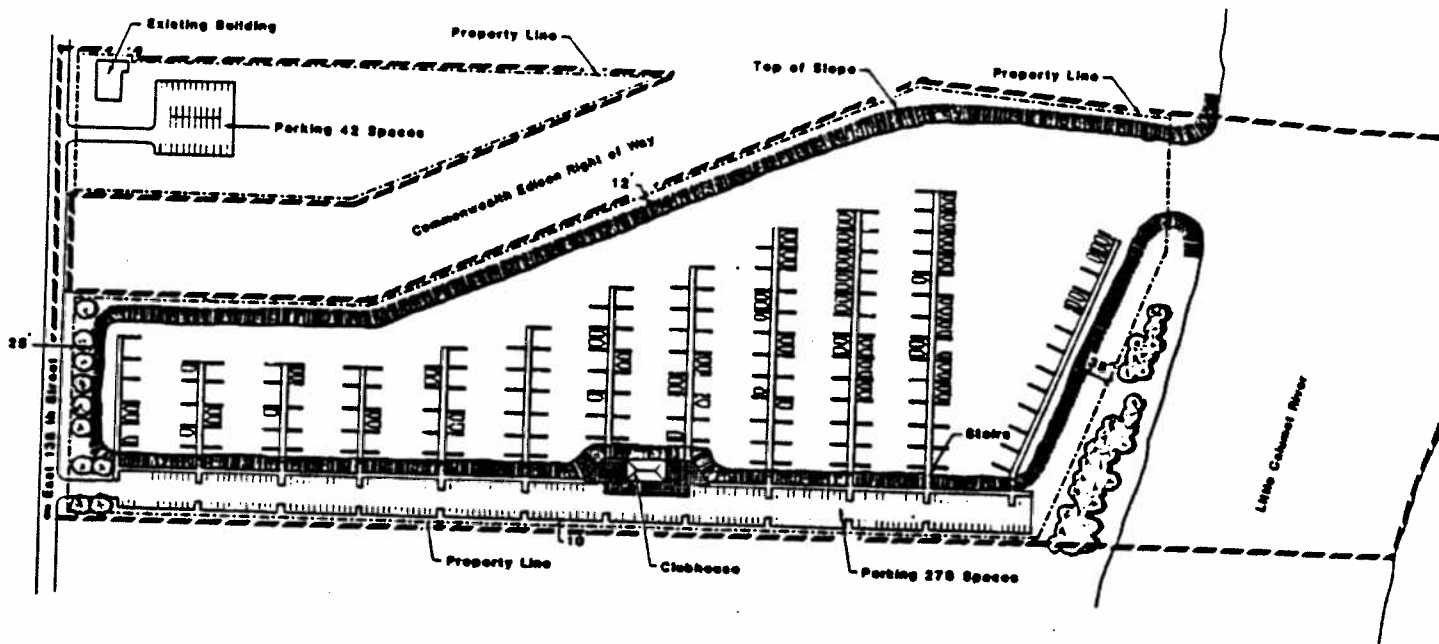 Existing Building
Property Line
Top of Slope
Property Line
Parking 42 Spaces
Commonwealth Edison Right of Way
12'
25'
East 138 th Street
Stairs
Little Calumet River
10
Property Line
Clubhouse
Parking 278 Spaces